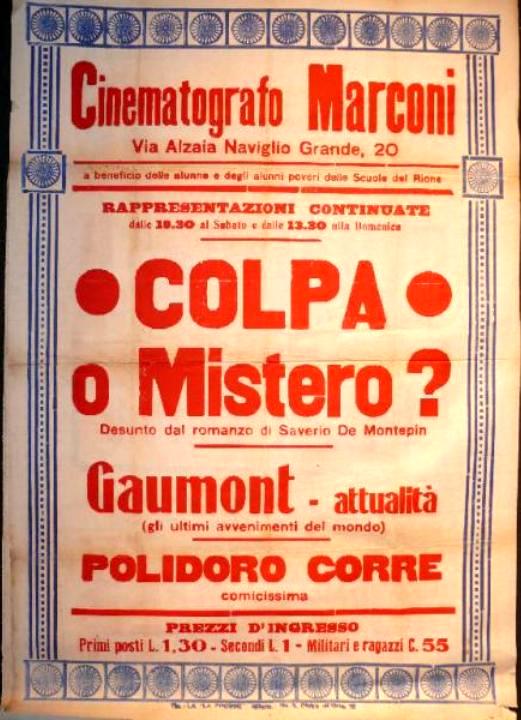 Cinematografo Marconi
Via Alzaia Naviglio Grande, 20
a beneficio delle alunne e degli alunni poveri delle Scuole del Rione
RAPPRESENTAZIONI CONTINUATE
dalle 19.30 al Sabato e dalle 13.30 alla Domenica
• COLPA •
o Mistero?
Desunto dal romanzo di Saverio De Montepin
Gaumont - attualità
(gli ultimi avvenimenti del mondo)
POLIDORO CORRE
comicissima
PREZZI D'INGRESSO
Primi posti L. 1,30 - Secondi L. 1 - Militari e ragazzi C. 55